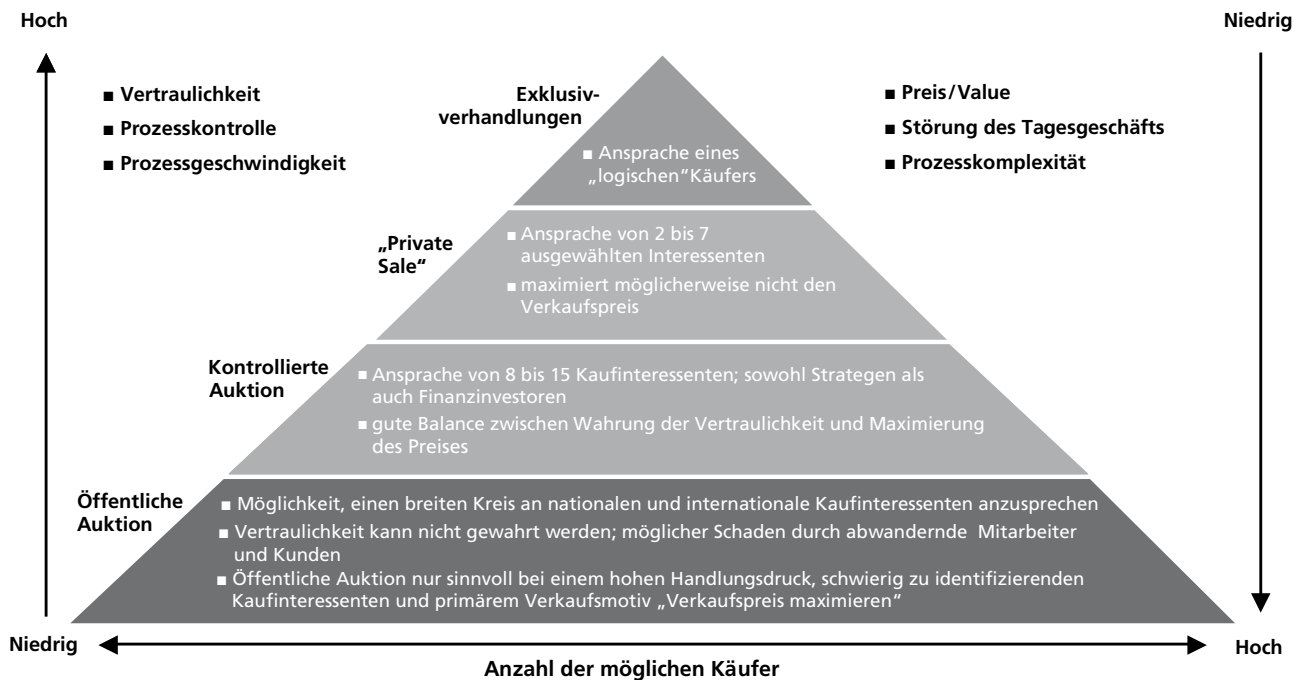 Hoch
Niedrig
■ Vertraulichkeit
■ Prozesskontrolle
■ Prozessgeschwindigkeit
■ Preis/Value
■ Störung des Tagesgeschäfts
■ Prozesskomplexität
Exklusiv-
verhandlungen
■ Ansprache eines
„logischen“Käufers
„Private
Sale“
■ Ansprache von 2 bis 7
ausgewählten Interessenten
■ maximiert möglicherweise nicht den
Verkaufspreis
Kontrollierte
Auktion
■ Ansprache von 8 bis 15 Kaufinteressenten; sowohl Strategen als
auch Finanzinvestoren
■ gute Balance zwischen Wahrung der Vertraulichkeit und Maximierung
des Preises
Öffentliche
Auktion
■ Möglichkeit, einen breiten Kreis an nationalen und internationale Kaufinteressenten anzusprechen
■ Vertraulichkeit kann nicht gewahrt werden; möglicher Schaden durch abwandernde Mitarbeiter
und Kunden
■ Öffentliche Auktion nur sinnvoll bei einem hohen Handlungsdruck, schwierig zu identifizierenden
Kaufinteressenten und primärem Verkaufsmotiv „Verkaufspreis maximieren“
Niedrig
Hoch
Anzahl der möglichen Käufer